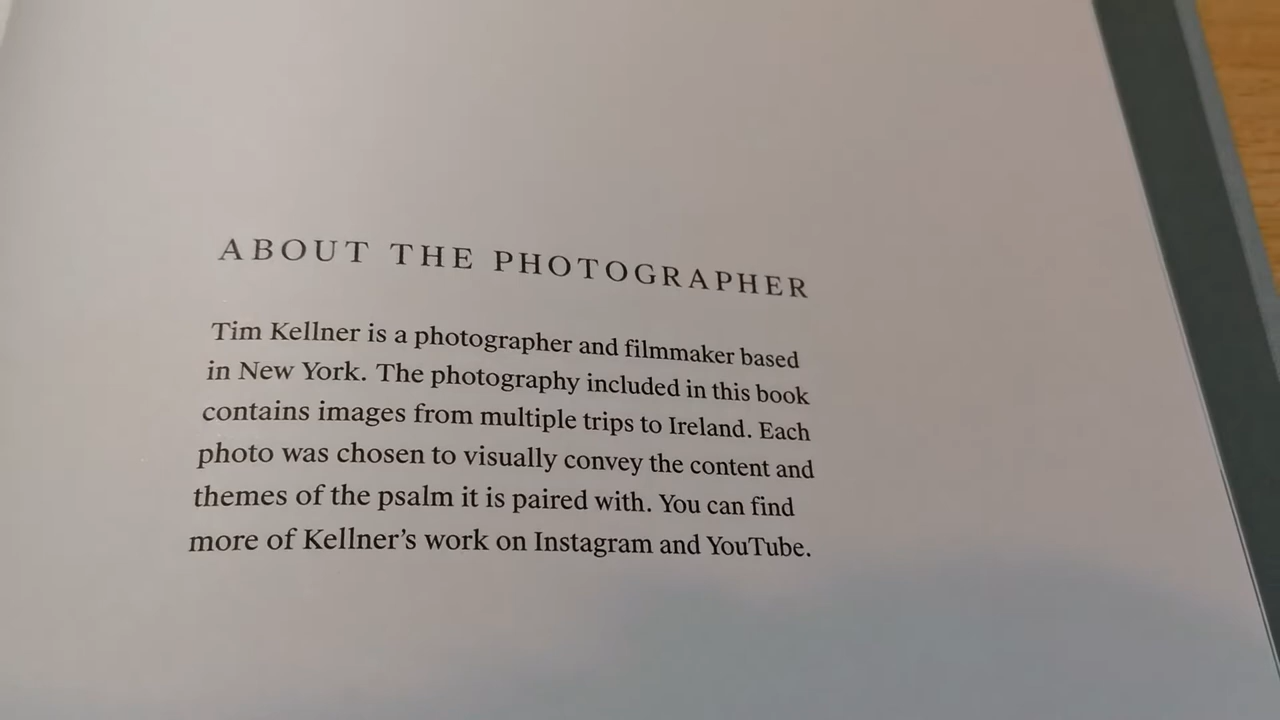 ABOUT THE PHOTOGRAPHER
Tim Kellner is a photographer and filmmaker based
in New York. The photography included in this book
contains images from multiple trips to Ireland. Each
photo was chosen to visually convey the content and
themes of the psalm it is paired with. You can find
more of Kellner’s work on Instagram and YouTube.